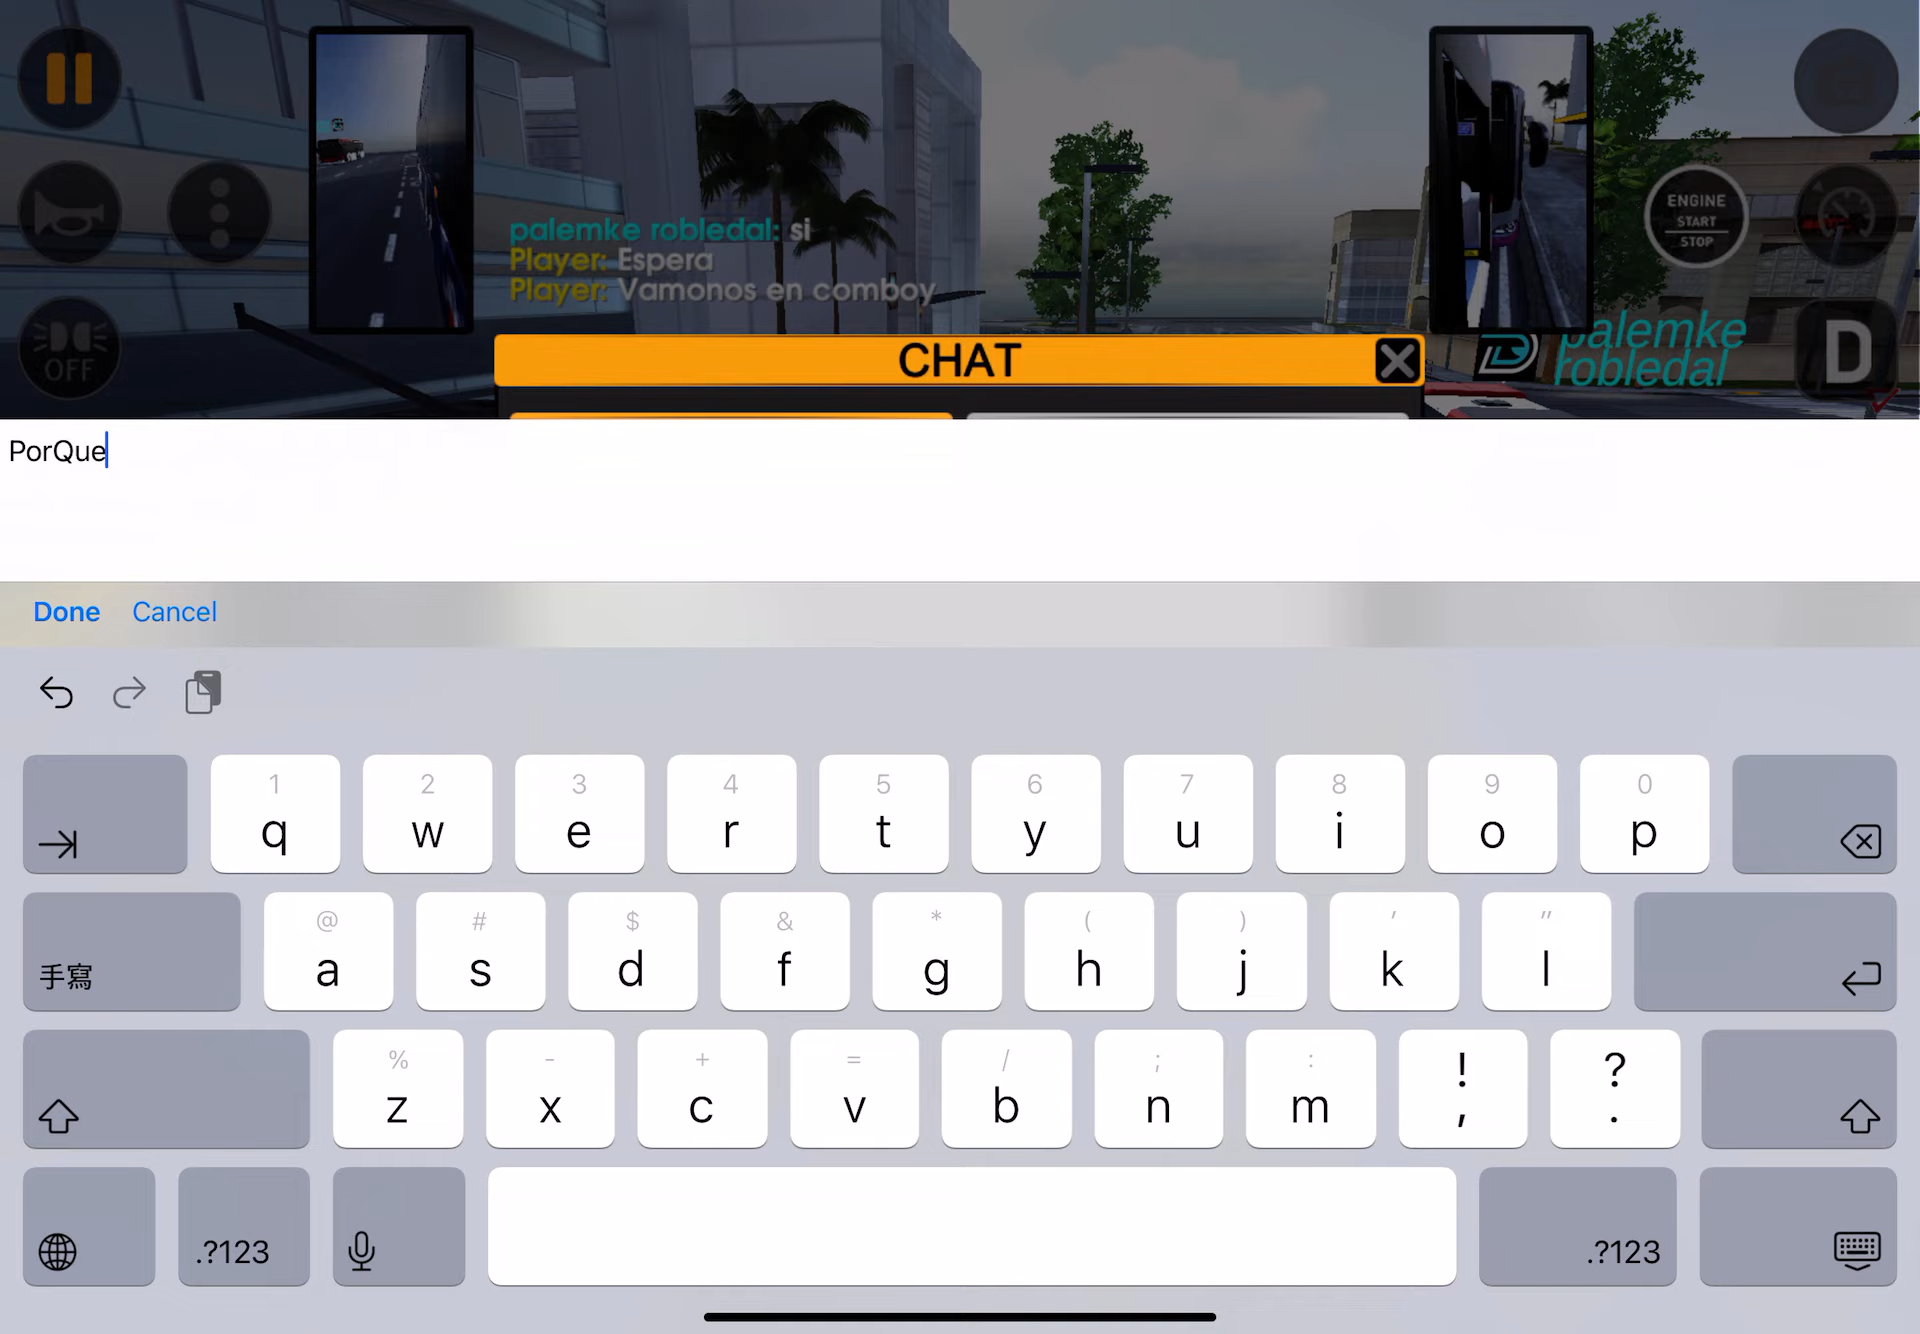 palemke robledal: si
Player: Espera
Player: Vamonos en comboy
ENGINE
START
STOP
OFF
palemke
robledal
D
CHAT
PorQue
Done Cancel
1 2 3 4 5 6 7 8 9 0
q w e r t y u i o p
@ # $ & * ( ) ' "
手寫 a s d f g h j k l
% - + = / ; : ! ?
z x c v b n m , .
.?123 .?123